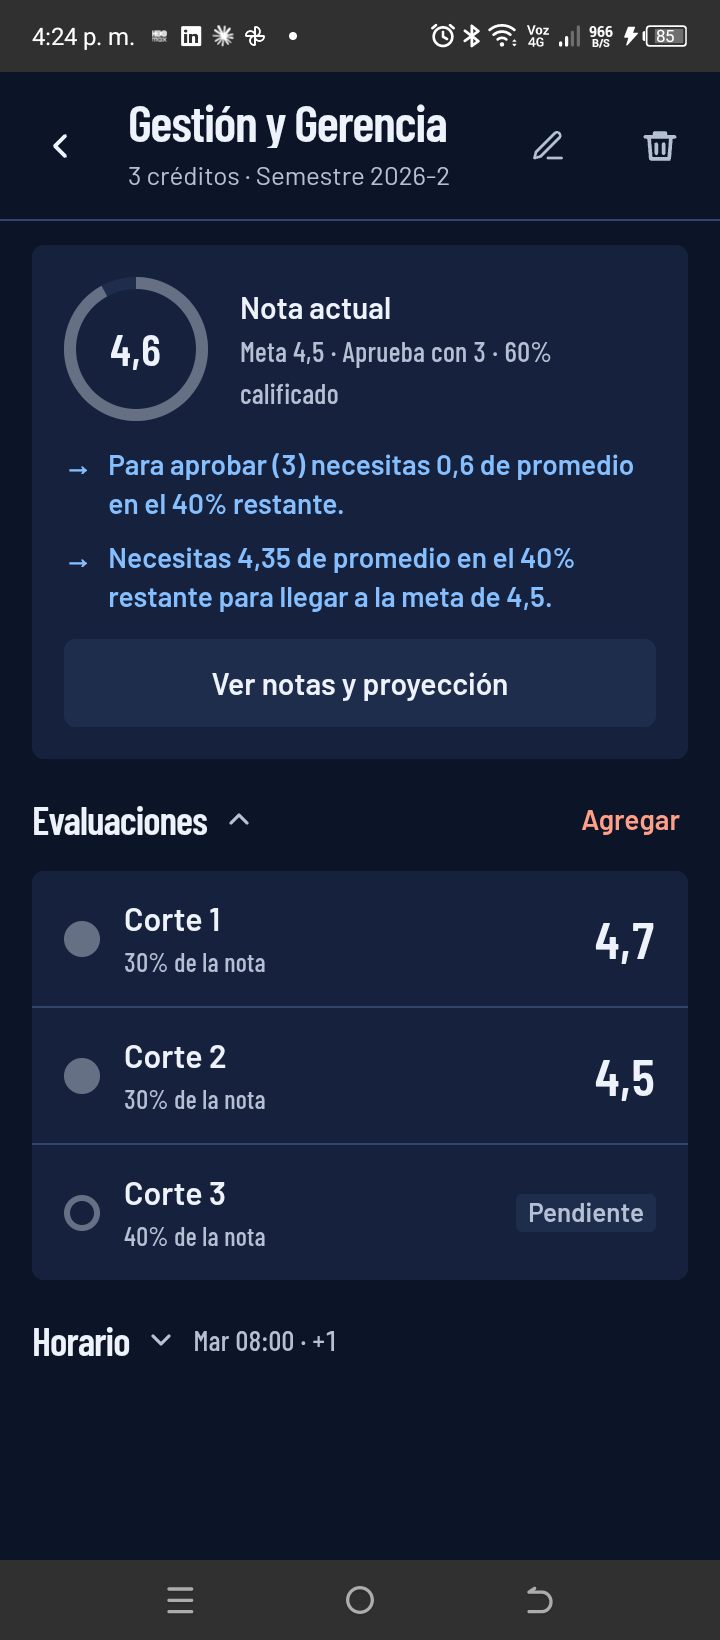 4:24 p. m.
HBO max
in
Voz 4G
966 B/S
85
Gestión y Gerencia
3 créditos · Semestre 2026-2
4,6
Nota actual
Meta 4,5 · Aprueba con 3 · 60%
calificado
→ Para aprobar (3) necesitas 0,6 de promedio
en el 40% restante.
→ Necesitas 4,35 de promedio en el 40%
restante para llegar a la meta de 4,5.
Ver notas y proyección
Evaluaciones
Agregar
Corte 1
30% de la nota
4,7
Corte 2
30% de la nota
4,5
Corte 3
40% de la nota
Pendiente
Horario
Mar 08:00 · +1